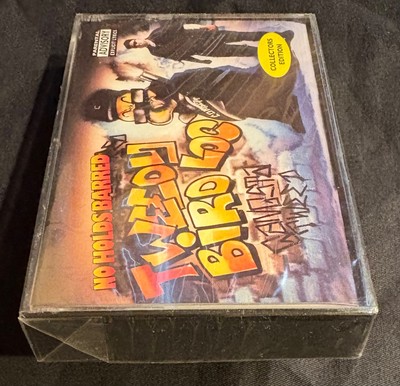 PARENTAL
ADVISORY
EXPLICIT LYRICS
COLLECTORS
EDITION
NO HOLDS BARRED
TWEEDY
BIRD LOC